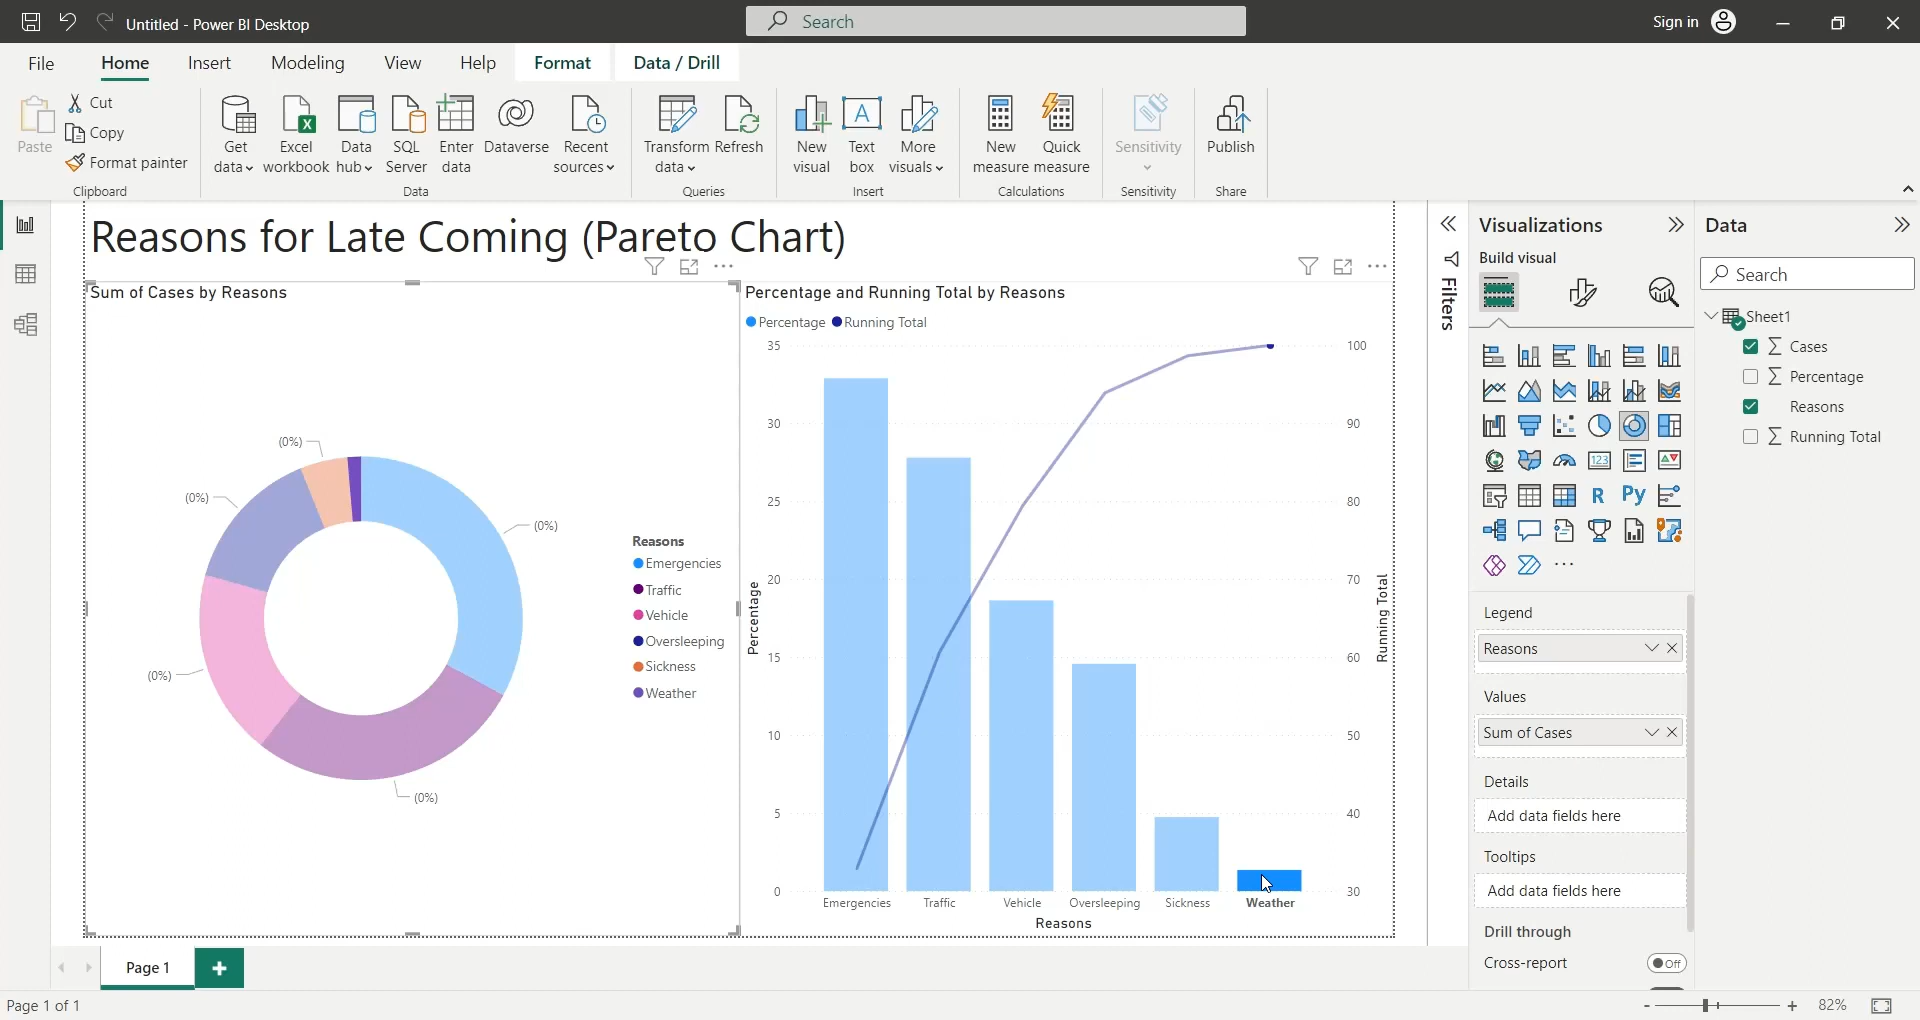 Untitled - Power BI Desktop
Search
Sign in
File
Home
Insert
Modeling
View
Help
Format
Data / Drill
Paste
Cut
Copy
Format painter
Clipboard
Get data
Excel workbook
Data hub
SQL Server
Enter data
Dataverse
Recent sources
Data
Transform data
Refresh
Queries
New visual
A
Text box
More visuals
Insert
New measure
Quick measure
Calculations
Sensitivity
Sensitivity
Publish
Share
Reasons for Late Coming (Pareto Chart)
Sum of Cases by Reasons
(0%)
(0%)
(0%)
(0%)
(0%)
Reasons
Emergencies
Traffic
Vehicle
Oversleeping
Sickness
Weather
Percentage and Running Total by Reasons
Percentage
Running Total
35
30
25
20
15
10
5
0
Percentage
100
90
80
70
60
50
40
30
Running Total
Emergencies
Traffic
Vehicle
Oversleeping
Sickness
Weather
Reasons
Filters
Visualizations
Build visual
123
R
Py
Legend
Reasons
Values
Sum of Cases
Details
Add data fields here
Tooltips
Add data fields here
Drill through
Cross-report
Off
Data
Search
Sheet1
Σ Cases
Σ Percentage
Reasons
Σ Running Total
Page 1
Page 1 of 1
- +
82%